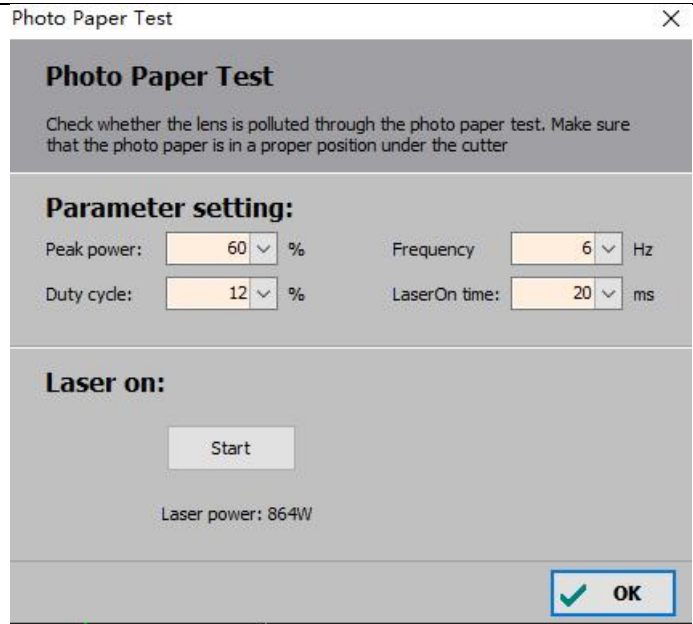 Photo Paper Test
Photo Paper Test
Check whether the lens is polluted through the photo paper test. Make sure
that the photo paper is in a proper position under the cutter
Parameter setting:
Peak power: 60 % Frequency 6 Hz
Duty cycle: 12 % LaserOn time: 20 ms
Laser on:
Start
Laser power: 864W
OK